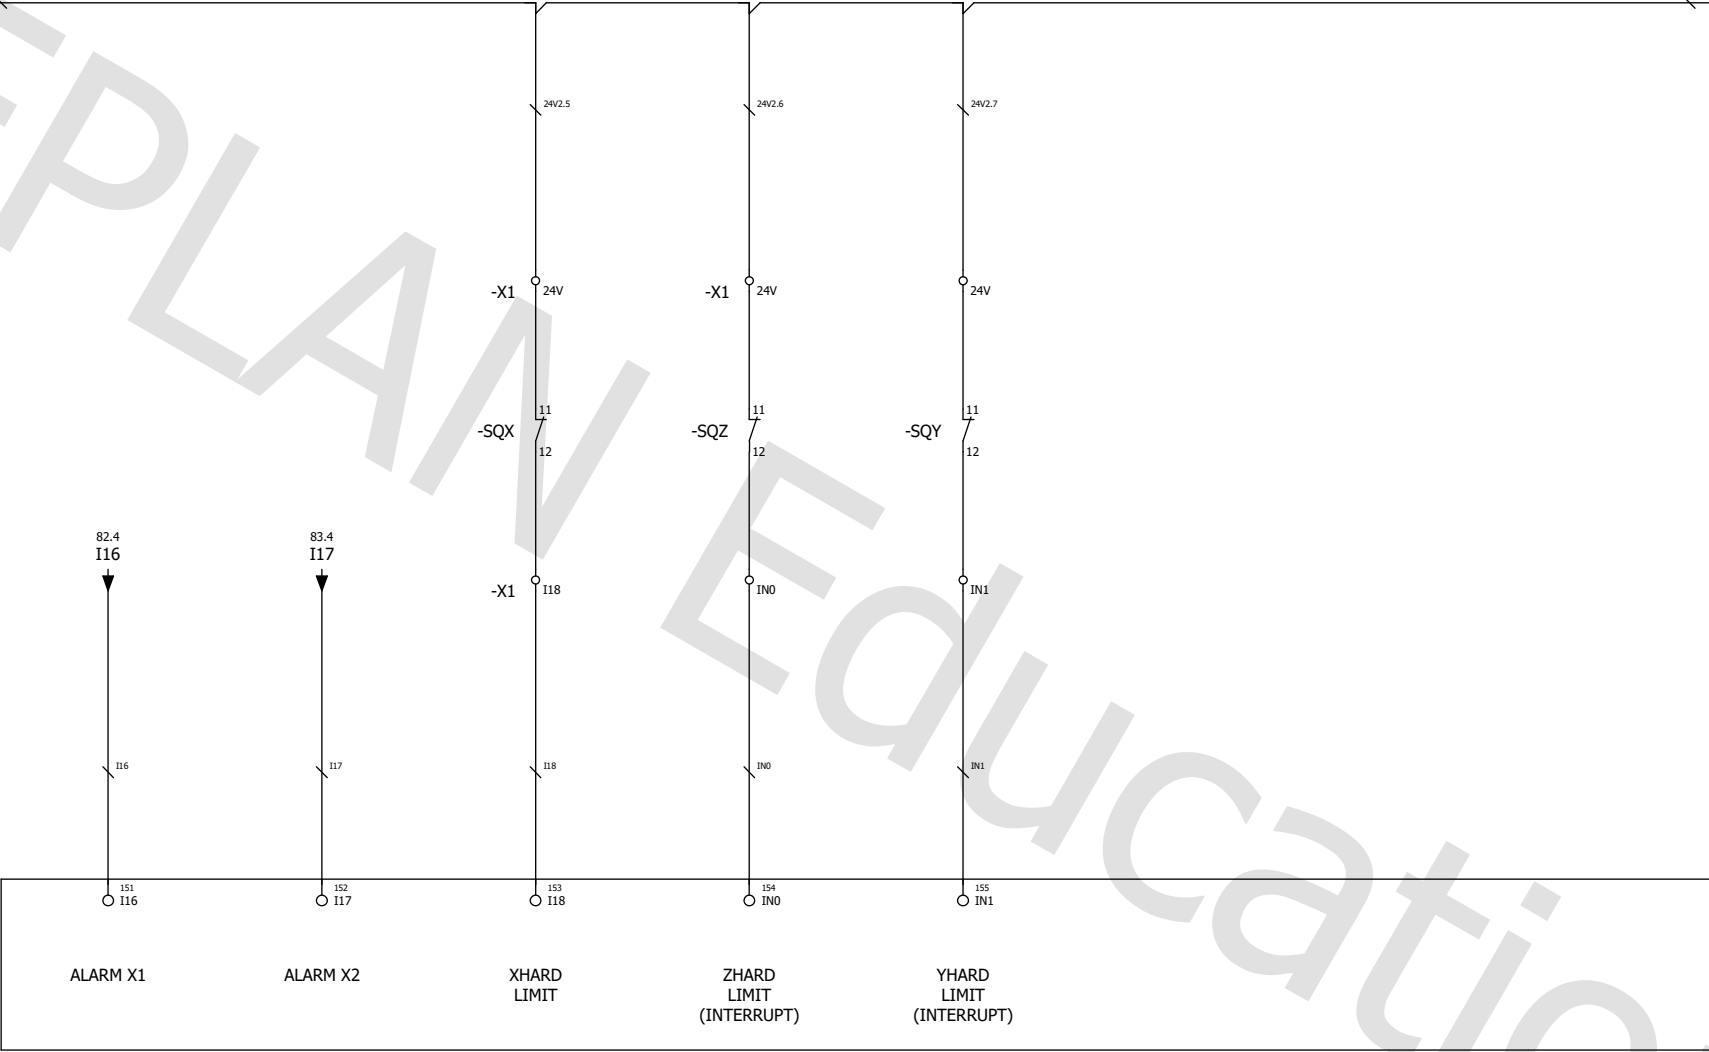 24V2.5
24V2.6
24V2.7
-X1
24V
-X1
24V
24V
11
-SQX
12
11
-SQZ
12
11
-SQY
12
82.4
I16
83.4
I17
-X1
I18
IN0
IN1
I16
I17
I18
IN0
IN1
151
I16
152
I17
153
I18
154
IN0
155
IN1
ALARM X1
ALARM X2
XHARD
LIMIT
ZHARD
LIMIT
(INTERRUPT)
YHARD
LIMIT
(INTERRUPT)
EPLAN Educatio